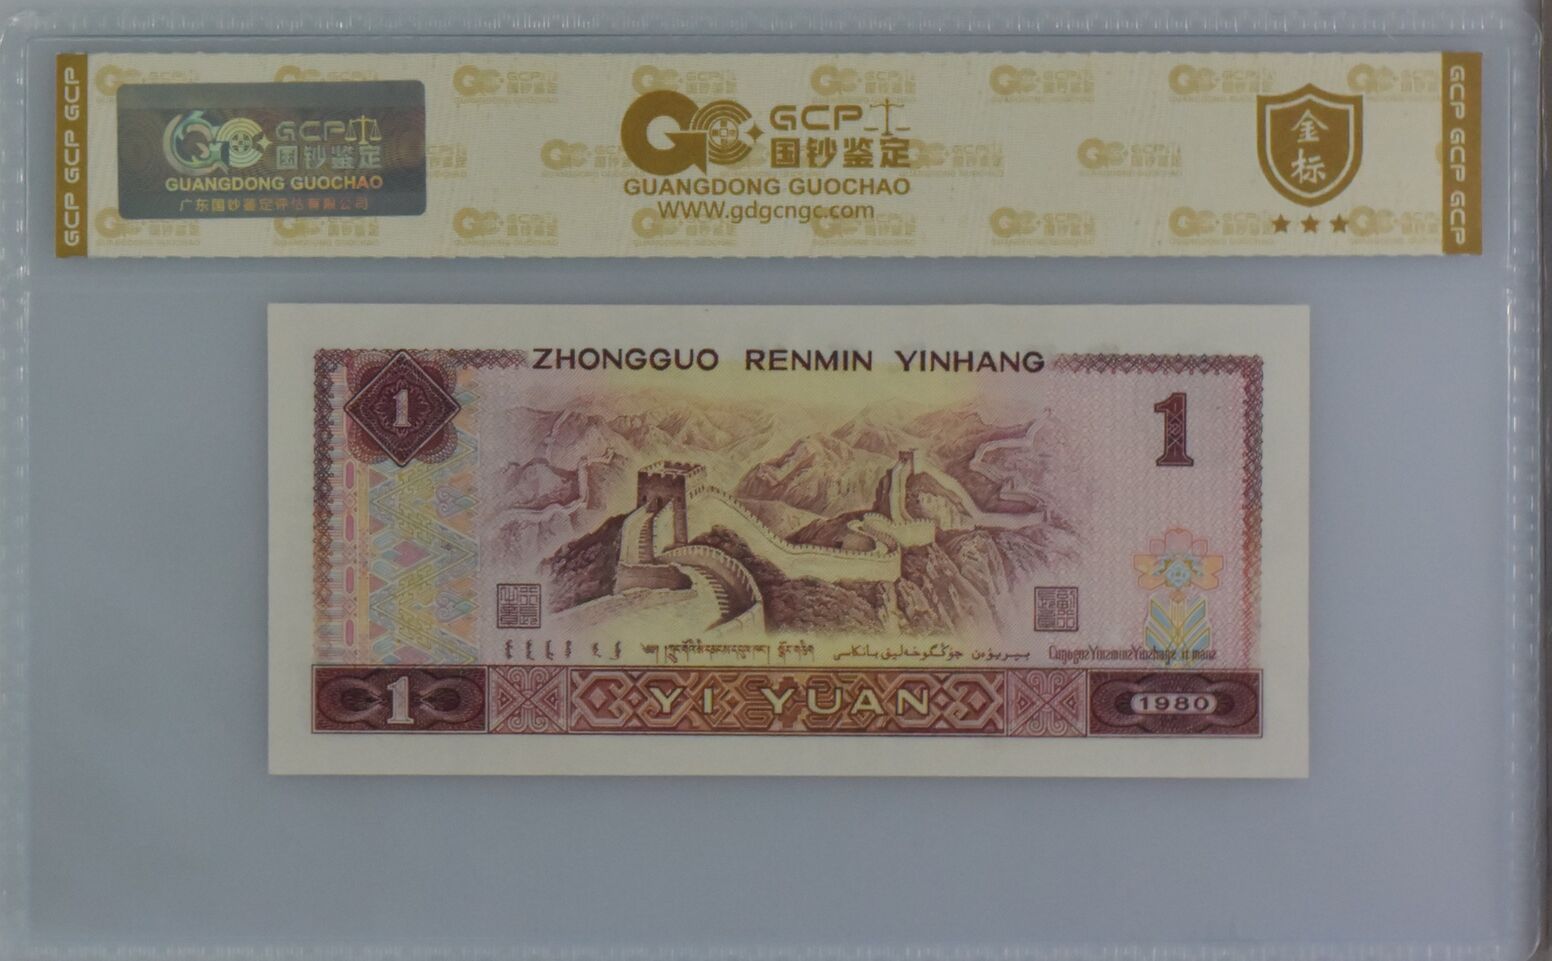 GCP GCP GCP
GCP
国钞鉴定
GUANGDONG GUOCHAO
广东国钞鉴定评估有限公司
GCP
国钞鉴定
GUANGDONG GUOCHAO
WWW.gdgcngc.com
金标
GCP GCP GCP
ZHONGGUO RENMIN YINHANG
1
1
YI YUAN
1
1980